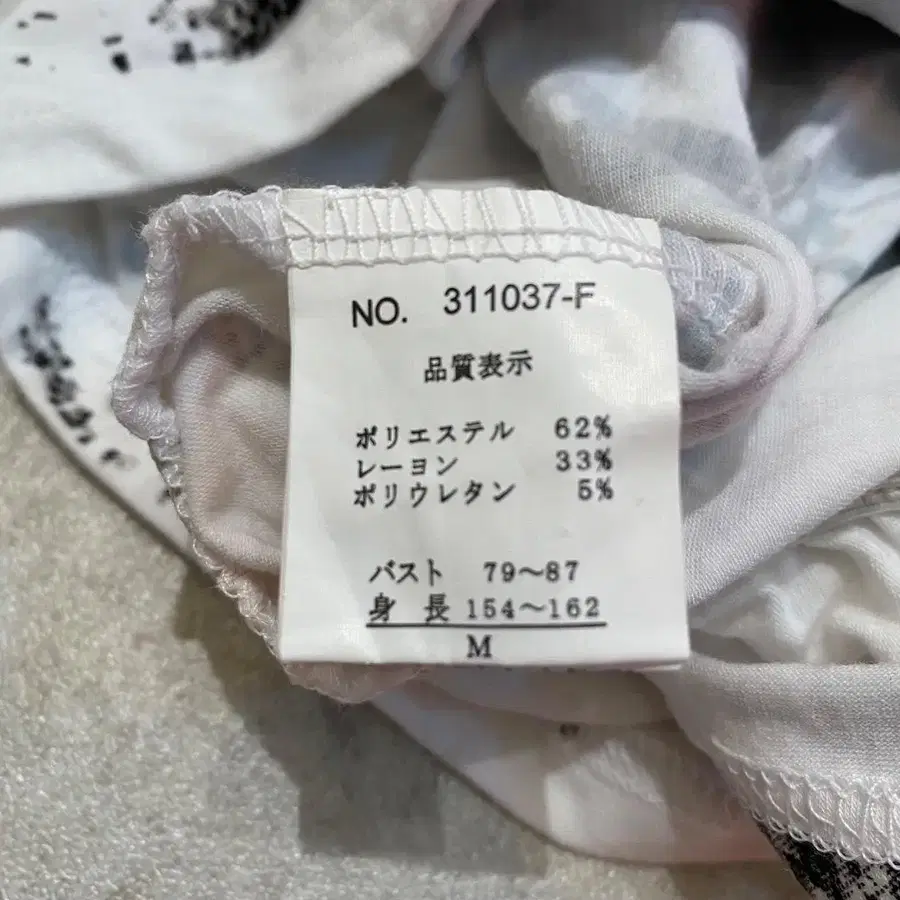 NO. 311037-F
品質表示
ポリエステル 62%
レーヨン 33%
ポリウレタン 5%
バスト 79～87
身長 154～162
M